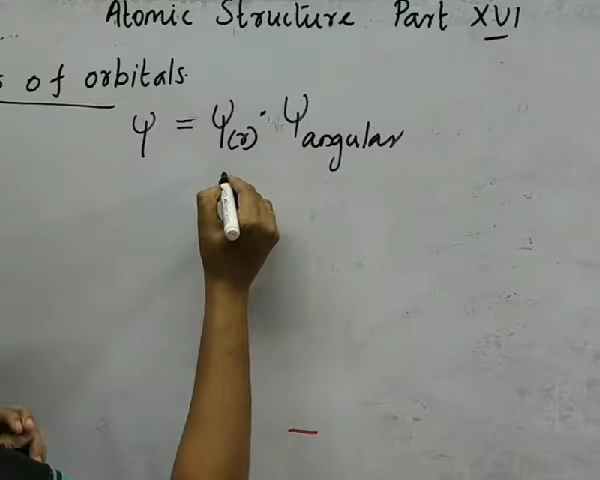 Atomic Structure Part XVI
of orbitals
ψ = ψ(r) · ψangular